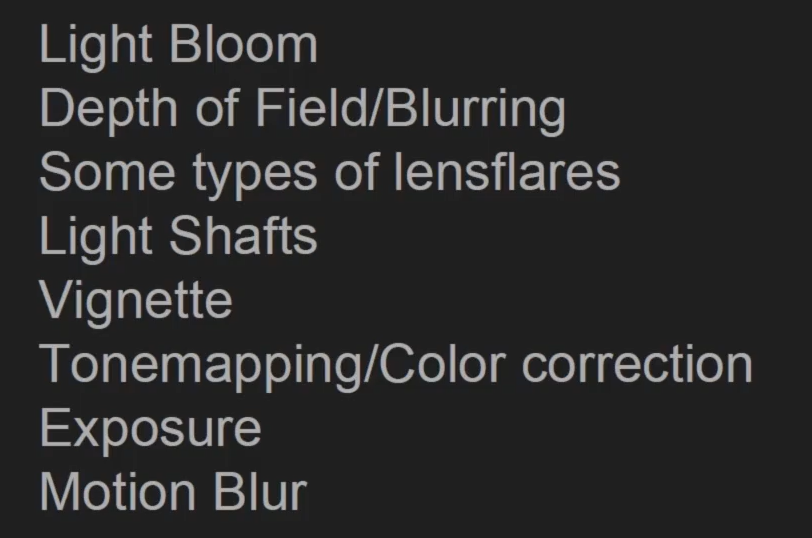 Light Bloom
Depth of Field/Blurring
Some types of lensflares
Light Shafts
Vignette
Tonemapping/Color correction
Exposure
Motion Blur